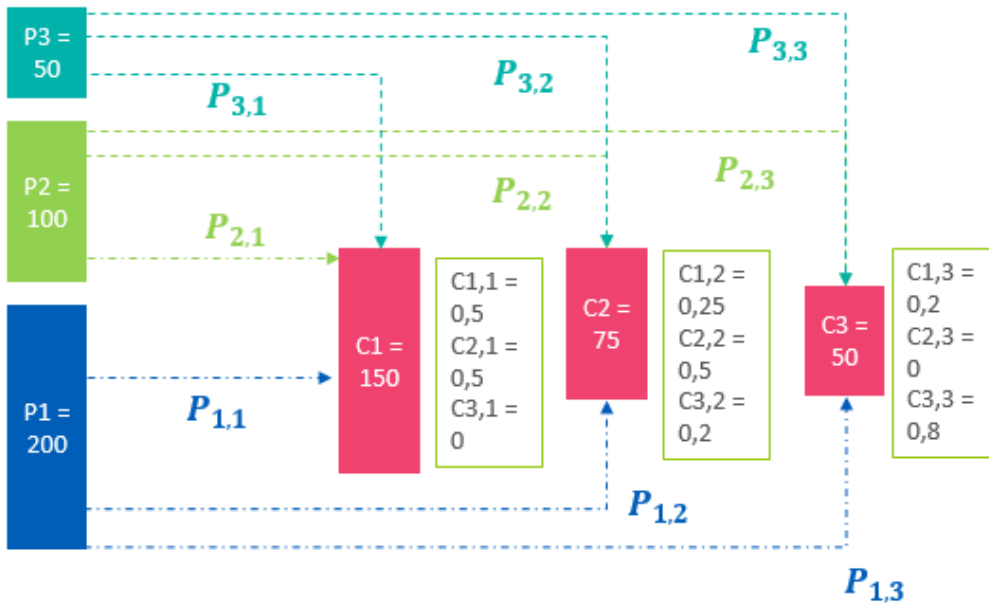 P3 =
50
P3,3
P3,2
P3,1
P2 =
100
P2,3
P2,2
P2,1
C1 =
150
C1,1 =
0,5
C2,1 =
0,5
C3,1 =
0
C2 =
75
C1,2 =
0,25
C2,2 =
0,5
C3,2 =
0,2
C3 =
50
C1,3 =
0,2
C2,3 =
0
C3,3 =
0,8
P1 =
200
P1,1
P1,2
P1,3